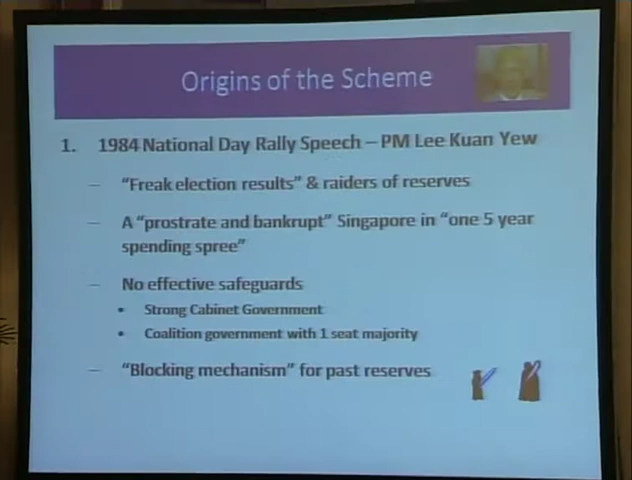 Origins of the Scheme
1. 1984 National Day Rally Speech – PM Lee Kuan Yew
– "Freak election results" & raiders of reserves
– A "prostrate and bankrupt" Singapore in "one 5 year
spending spree"
– No effective safeguards
• Strong Cabinet Government
• Coalition government with 1 seat majority
– "Blocking mechanism" for past reserves